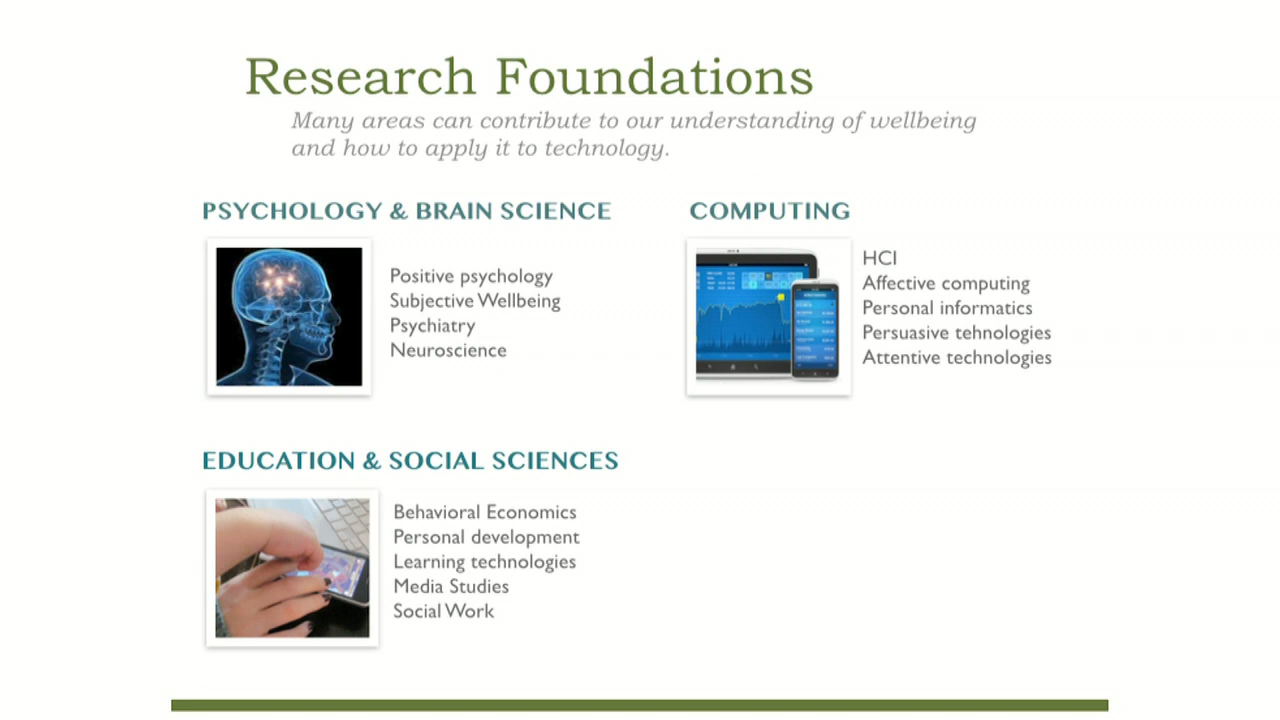 Research Foundations
Many areas can contribute to our understanding of wellbeing
and how to apply it to technology.
PSYCHOLOGY & BRAIN SCIENCE
Positive psychology
Subjective Wellbeing
Psychiatry
Neuroscience
COMPUTING
HCI
Affective computing
Personal informatics
Persuasive tehnologies
Attentive technologies
EDUCATION & SOCIAL SCIENCES
Behavioral Economics
Personal development
Learning technologies
Media Studies
Social Work